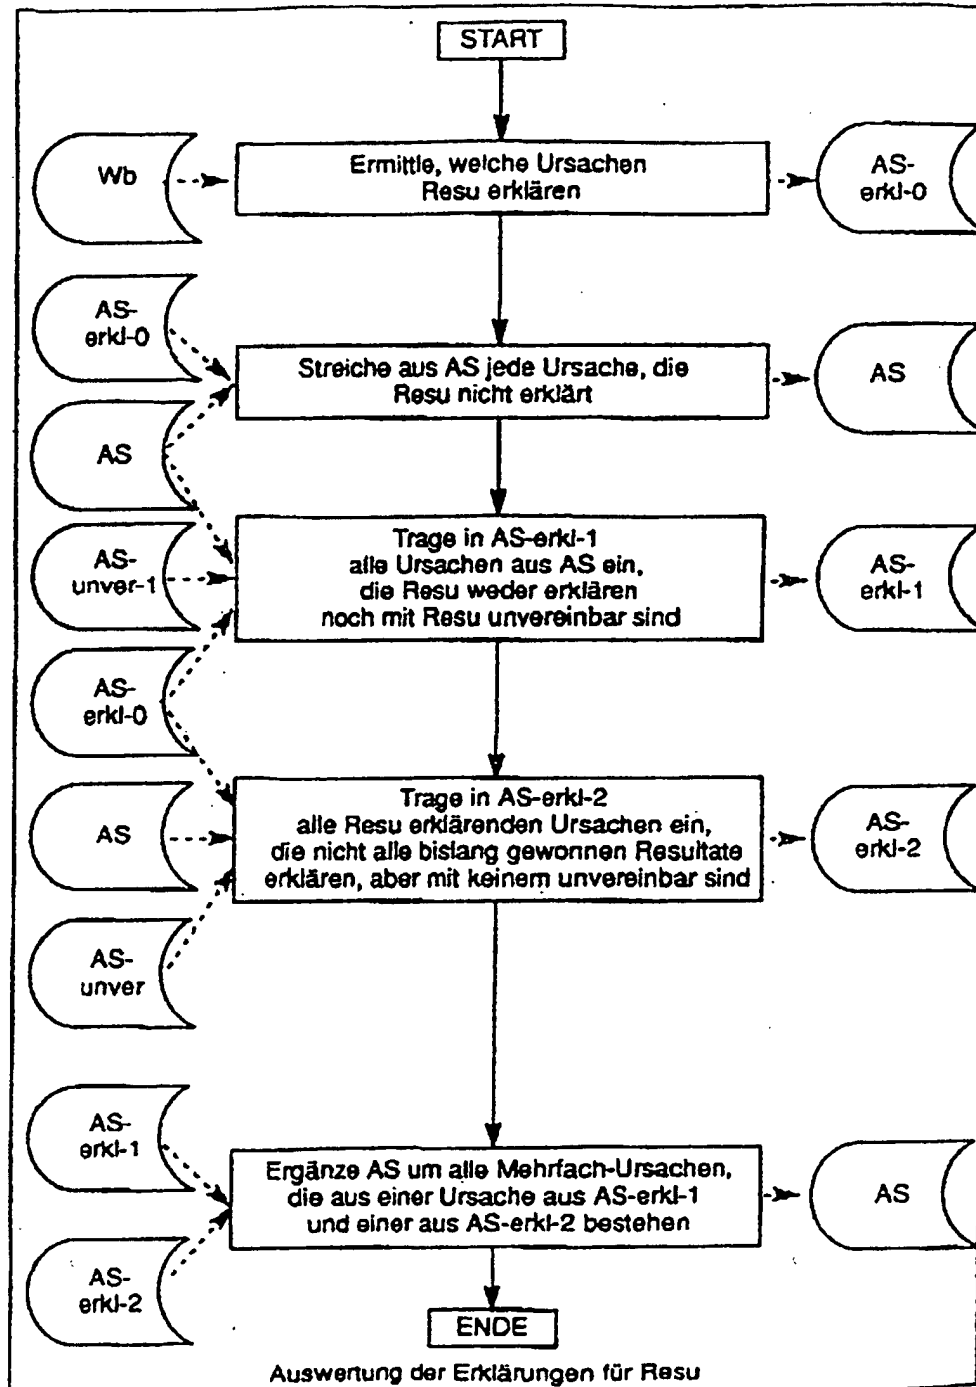 START
Wb
Ermittle, welche Ursachen
Resu erklären
AS-
erkl-0
AS-
erkl-0
Streiche aus AS jede Ursache, die
Resu nicht erklärt
AS
AS
Trage in AS-erkl-1
alle Ursachen aus AS ein,
die Resu weder erklären
noch mit Resu unvereinbar sind
AS-
unver-1
AS-
erkl-1
AS-
erkl-0
Trage in AS-erkl-2
alle Resu erklärenden Ursachen ein,
die nicht alle bislang gewonnen Resultate
erklären, aber mit keinem unvereinbar sind
AS
AS-
erkl-2
AS-
unver
AS-
erkl-1
Ergänze AS um alle Mehrfach-Ursachen,
die aus einer Ursache aus AS-erkl-1
und einer aus AS-erkl-2 bestehen
AS
AS-
erkl-2
ENDE
Auswertung der Erklärungen für Resu